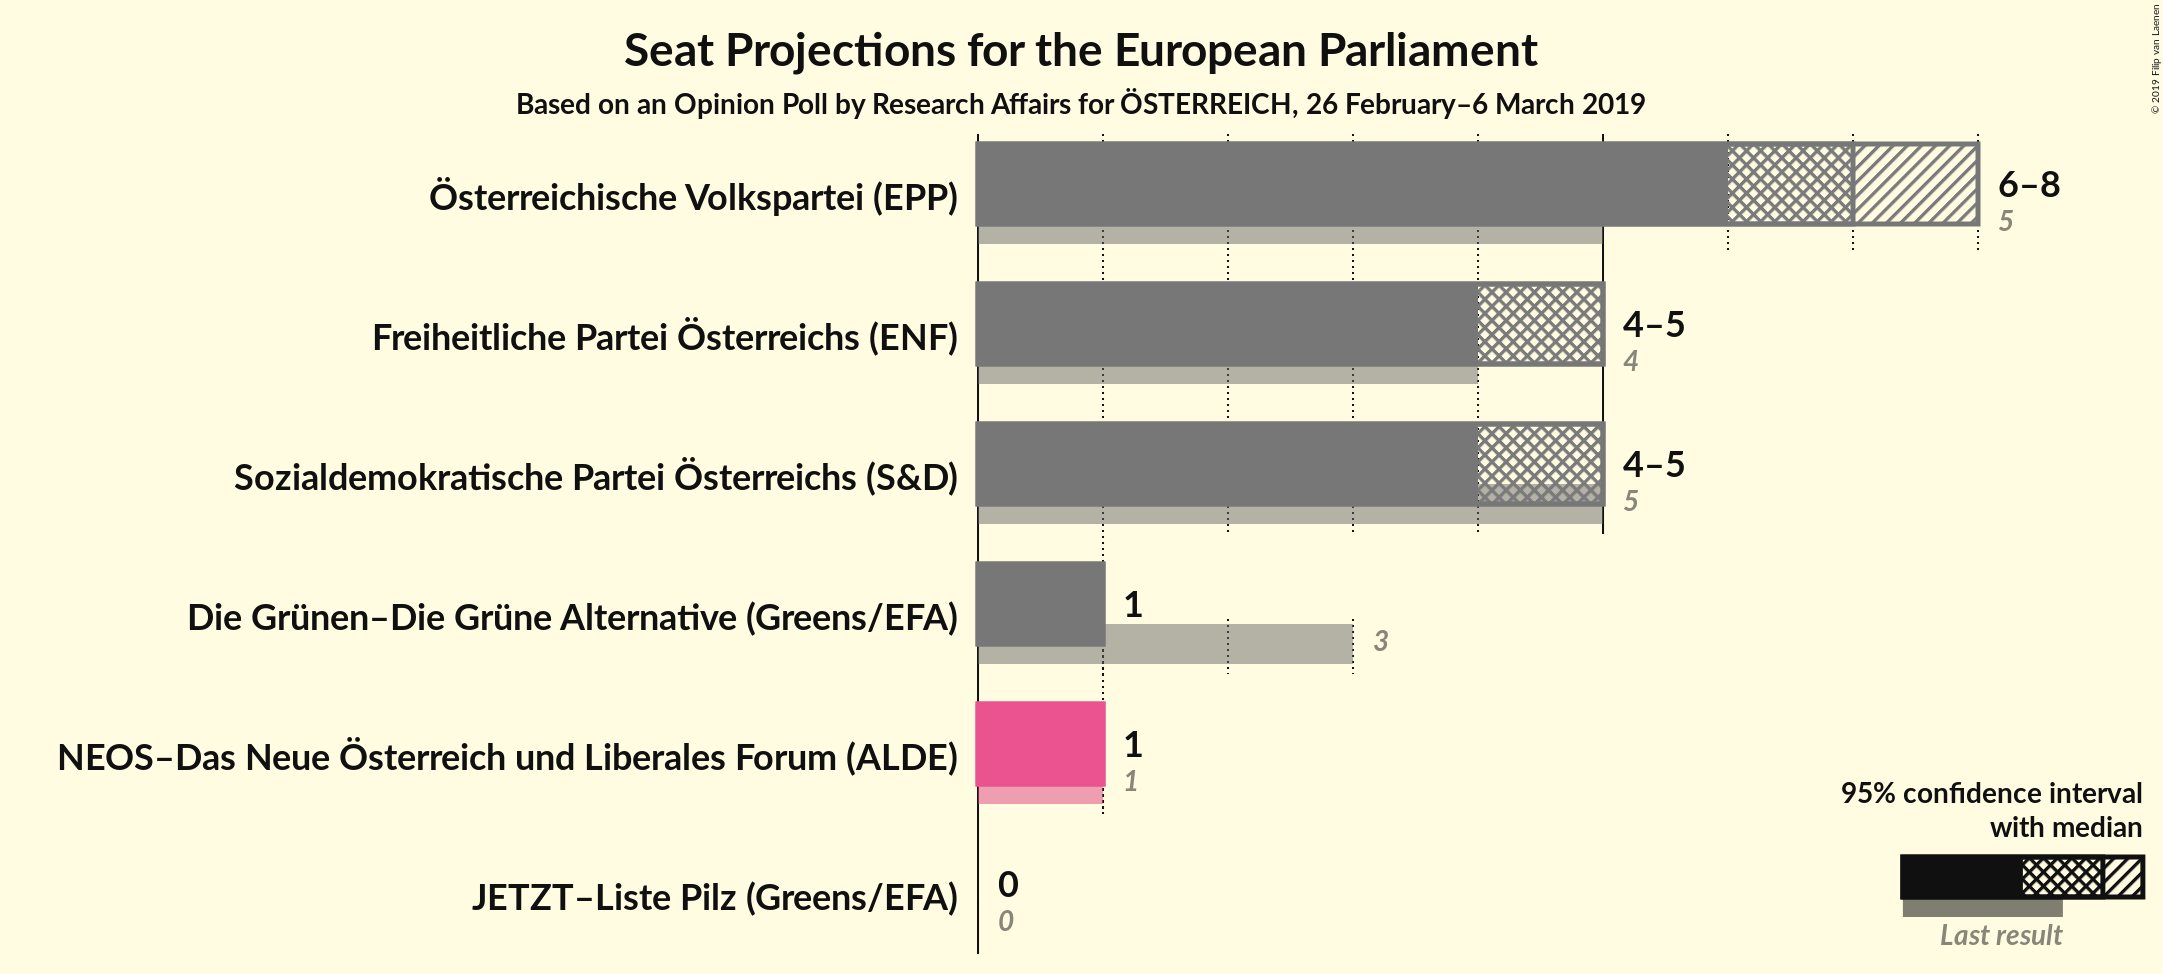 Seat Projections for the European Parliament
Based on an Opinion Poll by Research Affairs for ÖSTERREICH, 26 February–6 March 2019
© 2019 Filip van Laenen
Österreichische Volkspartei (EPP)
6–8
5
Freiheitliche Partei Österreichs (ENF)
4–5
4
Sozialdemokratische Partei Österreichs (S&D)
4–5
5
Die Grünen–Die Grüne Alternative (Greens/EFA)
1
3
NEOS–Das Neue Österreich und Liberales Forum (ALDE)
1
1
JETZT–Liste Pilz (Greens/EFA)
0
0
95% confidence interval
with median
Last result